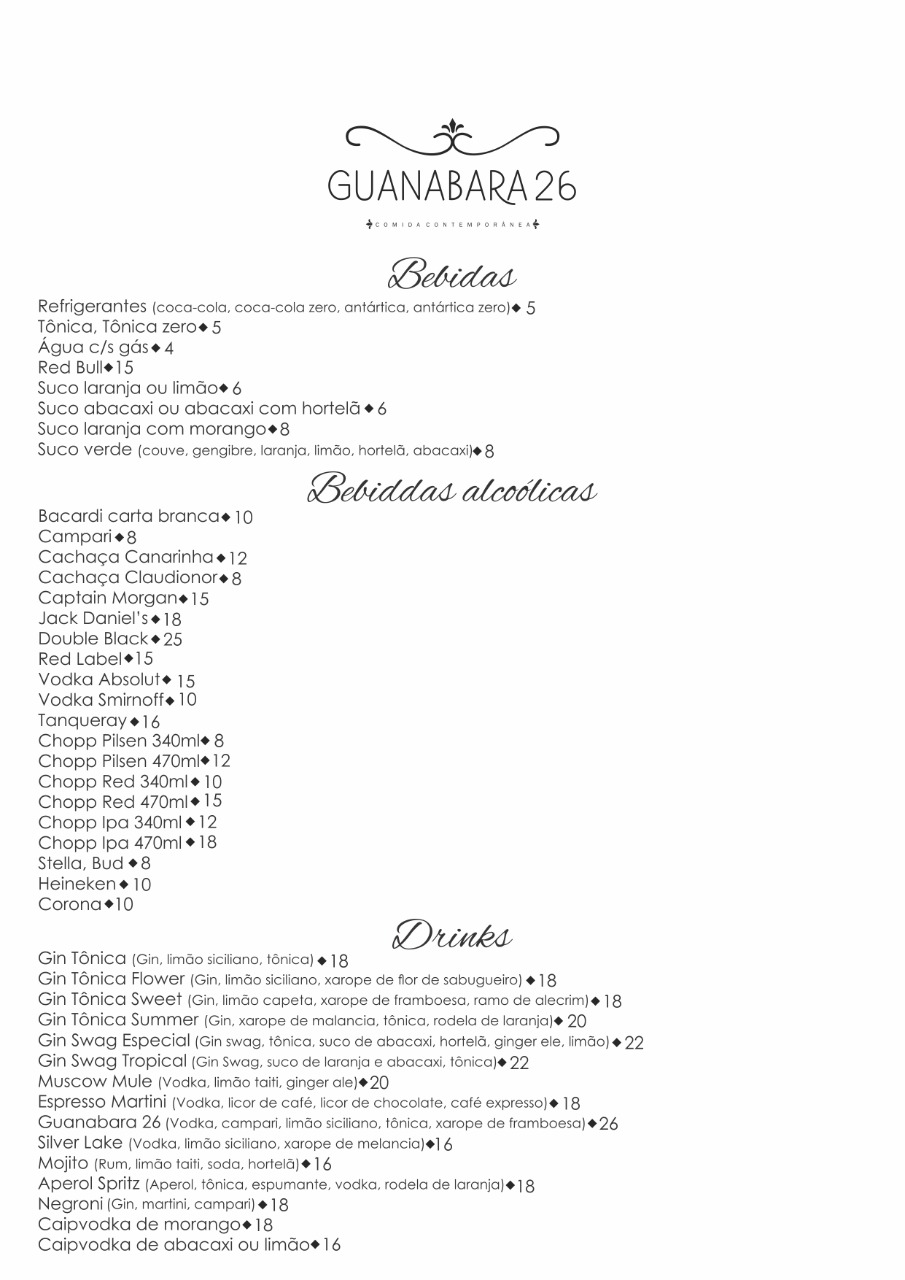 GUANABARA 26
COMIDA CONTEMPORÂNEA
Bebidas
Refrigerantes (coca-cola, coca-cola zero, antártica, antártica zero)◆ 5
Tônica, Tônica zero◆ 5
Água c/s gás◆ 4
Red Bull◆15
Suco laranja ou limão◆ 6
Suco abacaxi ou abacaxi com hortelã◆ 6
Suco laranja com morango◆8
Suco verde (couve, gengibre, laranja, limão, hortelã, abacaxi)◆ 8
Bebiddas alcoólicas
Bacardi carta branca◆ 10
Campari◆8
Cachaça Canarinha◆12
Cachaça Claudionor◆ 8
Captain Morgan◆15
Jack Daniel's◆18
Double Black◆25
Red Label◆15
Vodka Absolut◆ 15
Vodka Smirnoff◆10
Tanqueray◆16
Chopp Pilsen 340ml◆ 8
Chopp Pilsen 470ml◆12
Chopp Red 340ml◆ 10
Chopp Red 470ml◆ 15
Chopp Ipa 340ml◆12
Chopp Ipa 470ml◆18
Stella, Bud◆8
Heineken◆10
Corona◆10
Drinks
Gin Tônica (Gin, limão siciliano, tônica)◆18
Gin Tônica Flower (Gin, limão siciliano, xarope de flor de sabugueiro)◆18
Gin Tônica Sweet (Gin, limão capeta, xarope de framboesa, ramo de alecrim)◆18
Gin Tônica Summer (Gin, xarope de malancia, tônica, rodela de laranja)◆ 20
Gin Swag Especial (Gin swag, tônica, suco de abacaxi, hortelã, ginger ele, limão)◆22
Gin Swag Tropical (Gin Swag, suco de laranja e abacaxi, tônica)◆22
Muscow Mule (Vodka, limão taiti, ginger ale)◆20
Espresso Martini (Vodka, licor de café, licor de chocolate, café expresso)◆18
Guanabara 26 (Vodka, campari, limão siciliano, tônica, xarope de framboesa)◆26
Silver Lake (Vodka, limão siciliano, xarope de melancia)◆16
Mojito (Rum, limão taiti, soda, hortelã)◆16
Aperol Spritz (Aperol, tônica, espumante, vodka, rodela de laranja)◆18
Negroni (Gin, martini, campari)◆18
Caipvodka de morango◆18
Caipvodka de abacaxi ou limão◆16